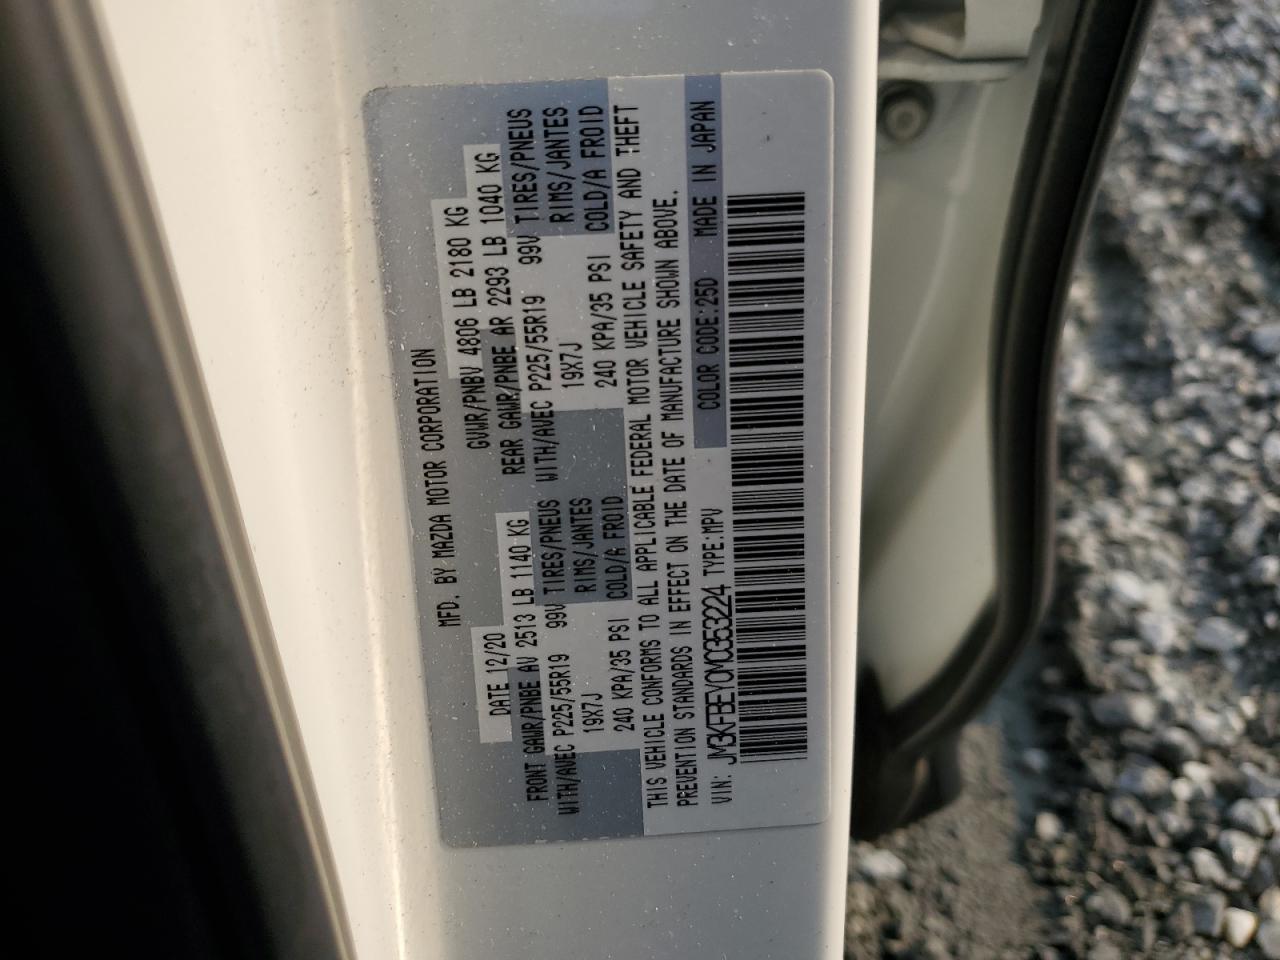 MFD. BY MAZDA MOTOR CORPORATION
DATE 12/20 GVWR/PNBV 4806 LB 2180 KG
FRONT GAWR/PNBE AV 2513 LB 1140 KG REAR GAWR/PNBE AR 2293 LB 1040 KG
WITH/AVEC P225/55R19 99V TIRES/PNEUS WITH/AVEC P225/55R19 99V TIRES/PNEUS
19X7J RIMS/JANTES 19X7J RIMS/JANTES
240 KPA/35 PSI COLD/A FROID 240 KPA/35 PSI COLD/A FROID
THIS VEHICLE CONFORMS TO ALL APPLICABLE FEDERAL MOTOR VEHICLE SAFETY AND THEFT
PREVENTION STANDARDS IN EFFECT ON THE DATE OF MANUFACTURE SHOWN ABOVE.
VIN: JM3KFBEY0M0353224 TYPE:MPV COLOR CODE:25D MADE IN JAPAN